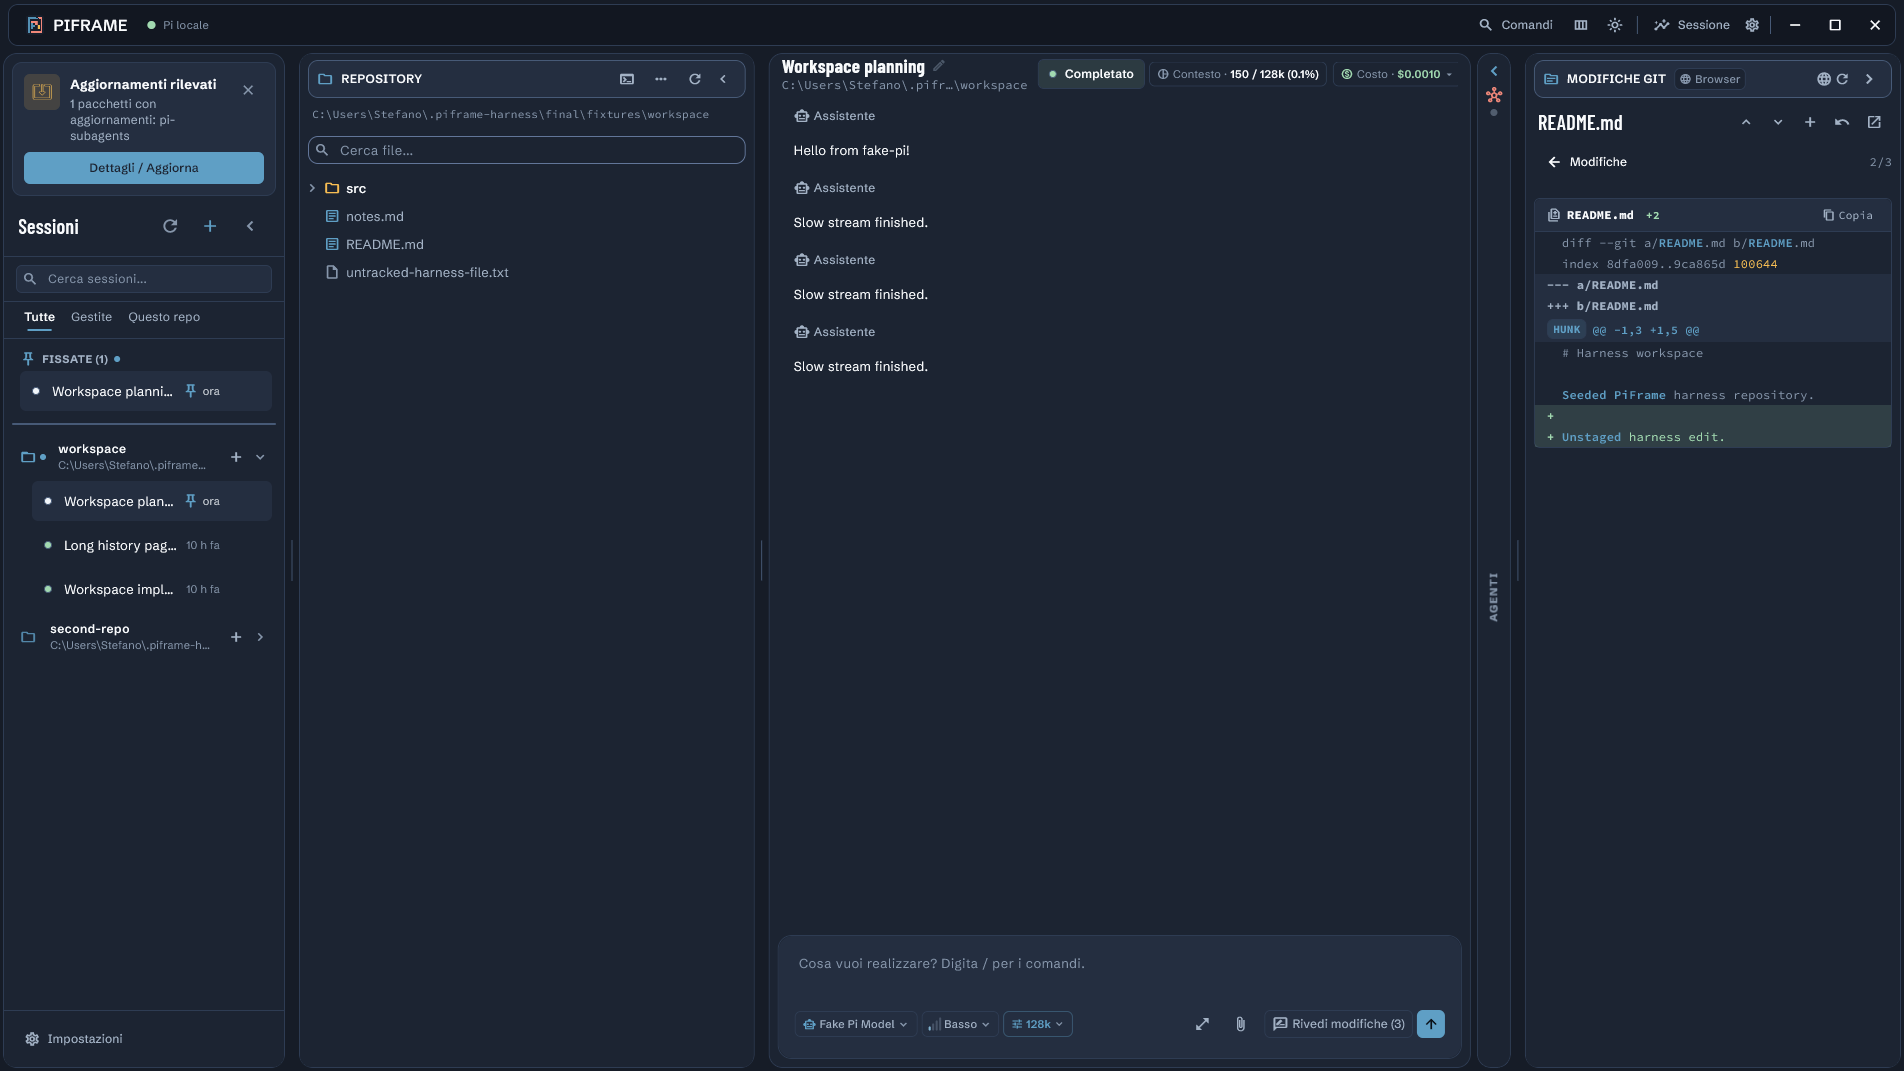 PIFRAME
Pi locale
Comandi
Sessione
Aggiornamenti rilevati
1 pacchetti con
aggiornamenti: pi-
subagents
Dettagli / Aggiorna
Sessioni
Cerca sessioni...
Tutte
Gestite
Questo repo
FISSATE (1)
Workspace planni...
ora
workspace
C:\Users\Stefano\.piframe...
Workspace plan...
ora
Long history pag...
10 h fa
Workspace impl...
10 h fa
second-repo
C:\Users\Stefano\.piframe-h...
Impostazioni
REPOSITORY
C:\Users\Stefano\.piframe-harness\final\fixtures\workspace
Cerca file...
src
notes.md
README.md
untracked-harness-file.txt
Workspace planning
C:\Users\Stefano\.pifr…\workspace
Completato
Contesto · 150 / 128k (0.1%)
Costo · $0.0010
Assistente
Hello from fake-pi!
Assistente
Slow stream finished.
Assistente
Slow stream finished.
Assistente
Slow stream finished.
Cosa vuoi realizzare? Digita / per i comandi.
Fake Pi Model
Basso
128k
Rivedi modifiche (3)
AGENTI
MODIFICHE GIT
Browser
README.md
Modifiche
2/3
README.md +2
Copia
diff --git a/README.md b/README.md
index 8dfa009..9ca865d 100644
--- a/README.md
+++ b/README.md
HUNK @@ -1,3 +1,5 @@
# Harness workspace
Seeded PiFrame harness repository.
+
+ Unstaged harness edit.